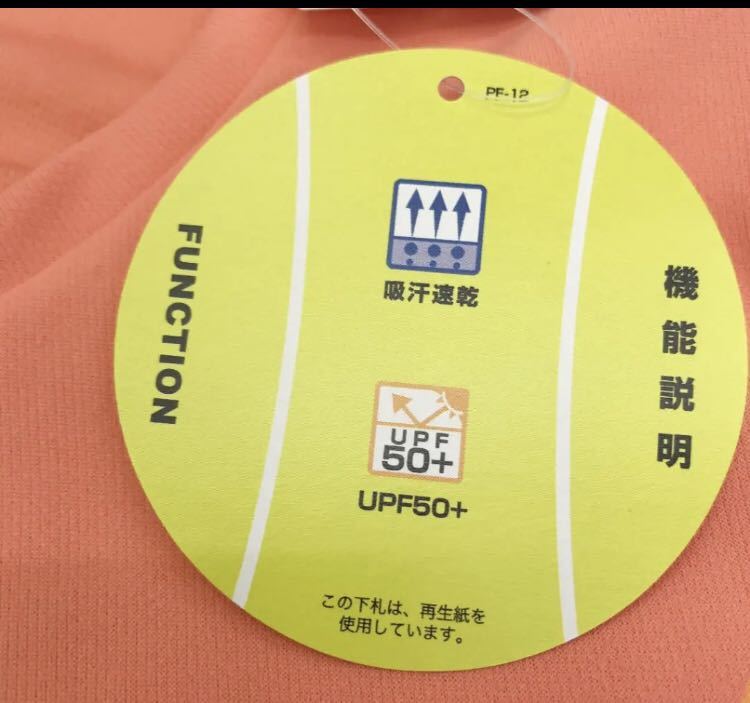 PF-12
FUNCTION
吸汗速乾
機能説明
UPF
50+
UPF50+
この下札は、再生紙を
使用しています。